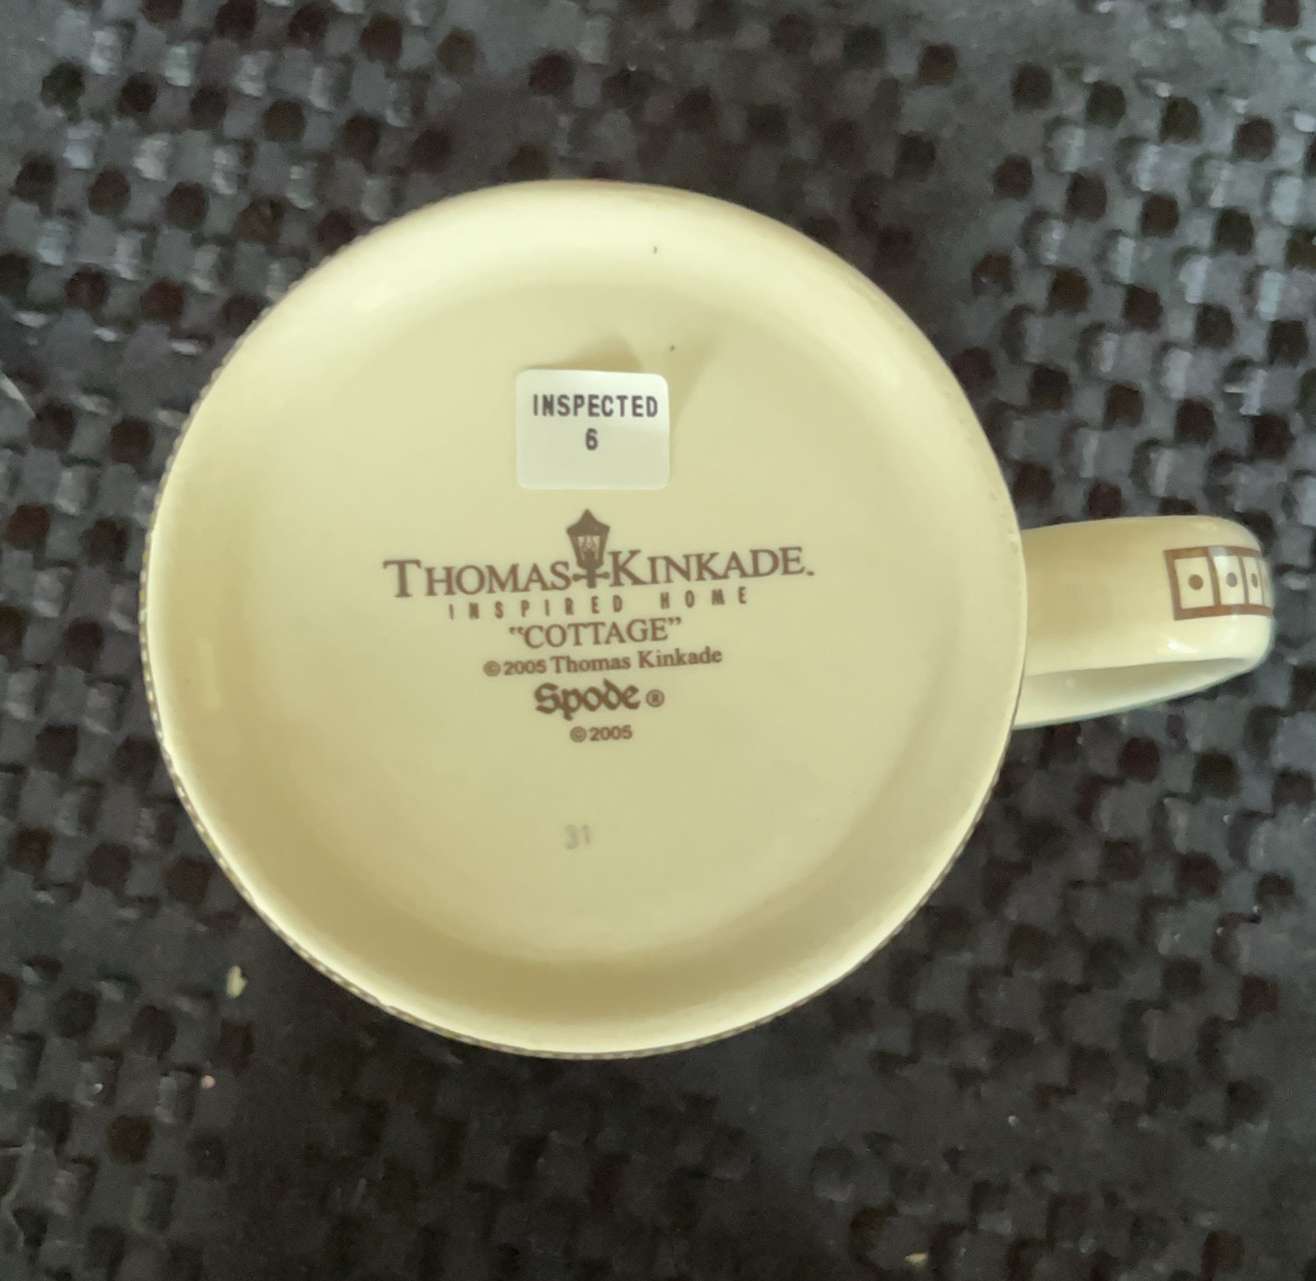 INSPECTED
6
THOMAS KINKADE.
INSPIRED HOME
"COTTAGE"
©2005 Thomas Kinkade
Spode ®
©2005
31